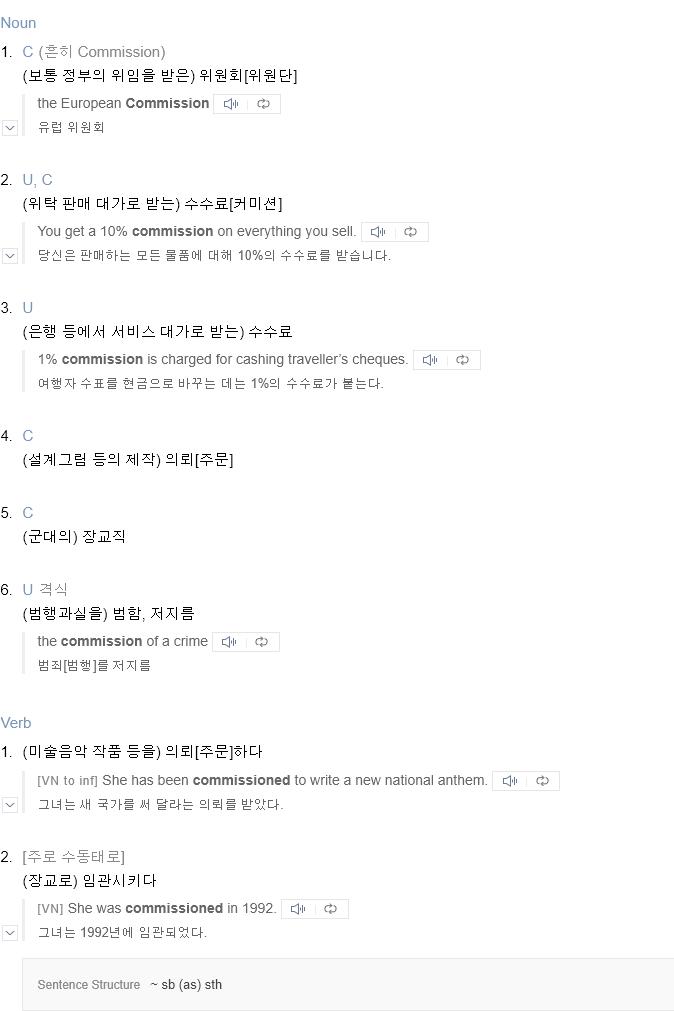 Noun
1. C (흔히 Commission)
(보통 정부의 위임을 받은) 위원회[위원단]
the European Commission
유럽 위원회
2. U, C
(위탁 판매 대가로 받는) 수수료[커미션]
You get a 10% commission on everything you sell.
당신은 판매하는 모든 물품에 대해 10%의 수수료를 받습니다.
3. U
(은행 등에서 서비스 대가로 받는) 수수료
1% commission is charged for cashing traveller’s cheques.
여행자 수표를 현금으로 바꾸는 데는 1%의 수수료가 붙는다.
4. C
(설계그림 등의 제작) 의뢰[주문]
5. C
(군대의) 장교직
6. U 격식
(범행과실을) 범함, 저지름
the commission of a crime
범죄[범행]를 저지름
Verb
1. (미술음악 작품 등을) 의뢰[주문]하다
[VN to inf] She has been commissioned to write a new national anthem.
그녀는 새 국가를 써 달라는 의뢰를 받았다.
2. [주로 수동태로]
(장교로) 임관시키다
[VN] She was commissioned in 1992.
그녀는 1992년에 임관되었다.
Sentence Structure ~ sb (as) sth